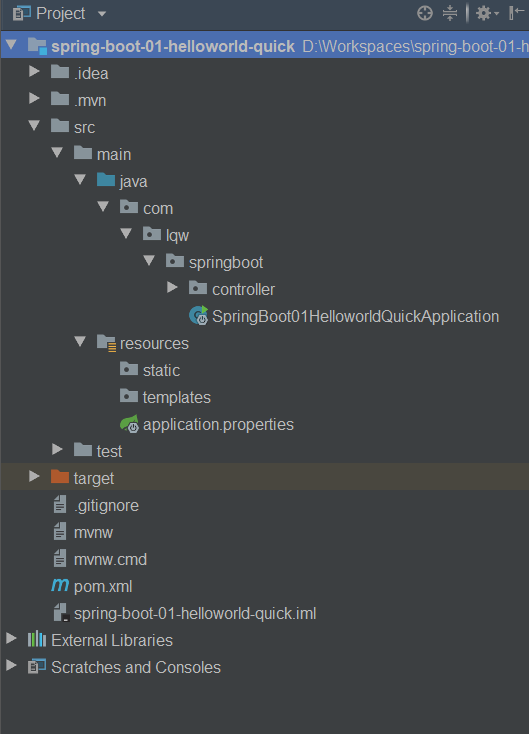 Project
spring-boot-01-helloworld-quick D:\Workspaces\spring-boot-01-h
.idea
.mvn
src
main
java
com
lqw
springboot
controller
SpringBoot01HelloworldQuickApplication
resources
static
templates
application.properties
test
target
.gitignore
mvnw
mvnw.cmd
pom.xml
spring-boot-01-helloworld-quick.iml
External Libraries
Scratches and Consoles